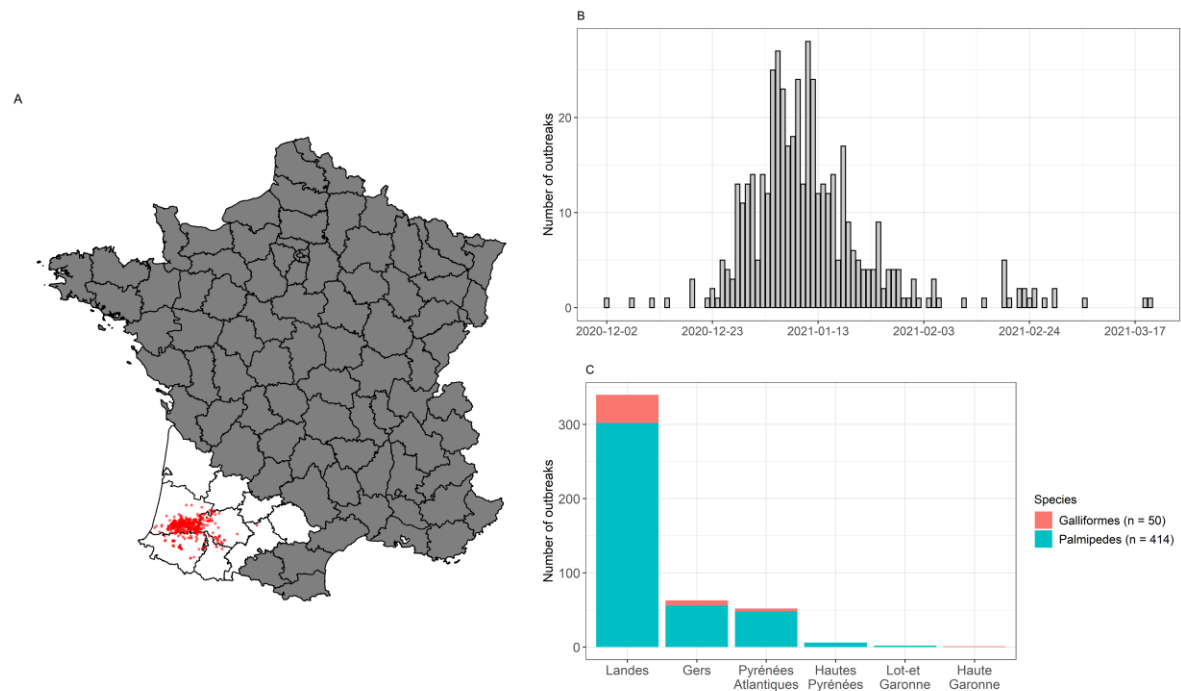 A
B
Number of outbreaks
20
10
0
2020-12-02
2020-12-23
2021-01-13
2021-02-03
2021-02-24
2021-03-17
C
Number of outbreaks
300
200
100
0
Landes
Gers
Pyrénées
Atlantiques
Hautes
Pyrénées
Lot-et
Garonne
Haute
Garonne
Species
Galliformes (n = 50)
Palmipedes (n = 414)